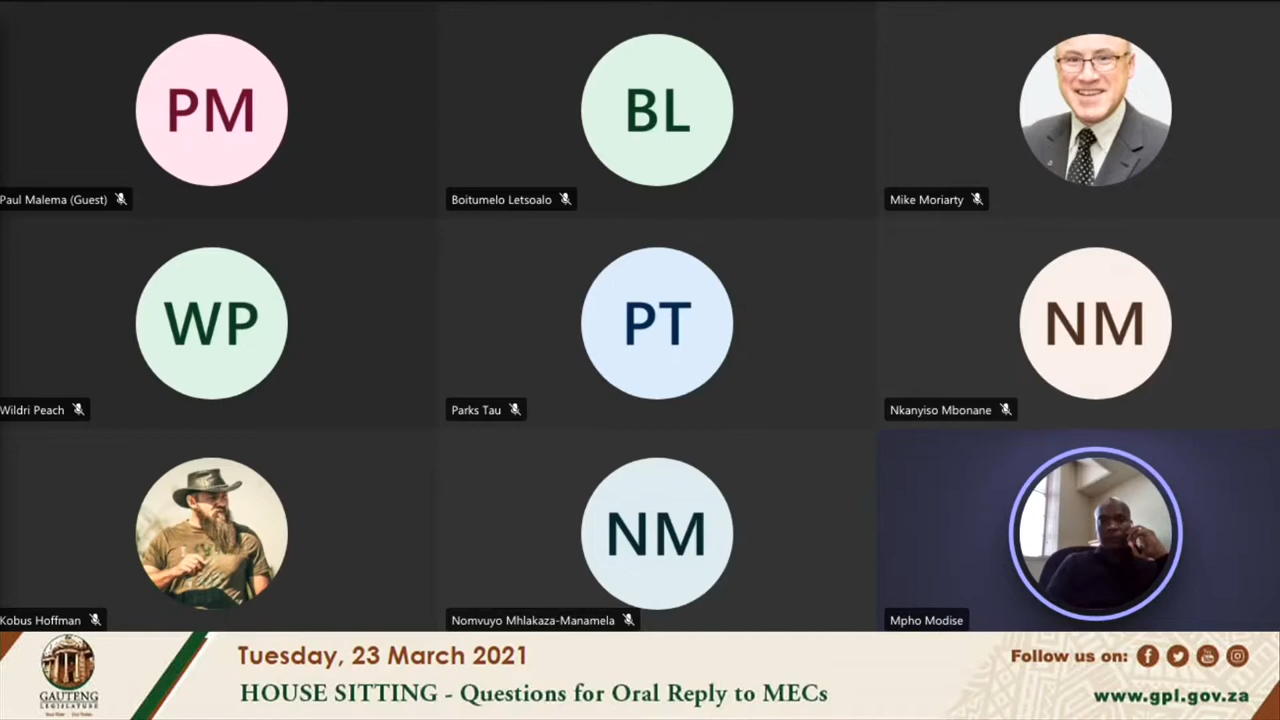 PM
BL
Paul Malema (Guest)
Boitumelo Letsoalo
Mike Moriarty
WP
PT
NM
Wildri Peach
Parks Tau
Nkanyiso Mbonane
NM
Kobus Hoffman
Nomvuyo Mhlakaza-Manamela
Mpho Modise
Tuesday, 23 March 2021
Follow us on:
HOUSE SITTING - Questions for Oral Reply to MECs
www.gpl.gov.za
GAUTENG
LEGISLATURE